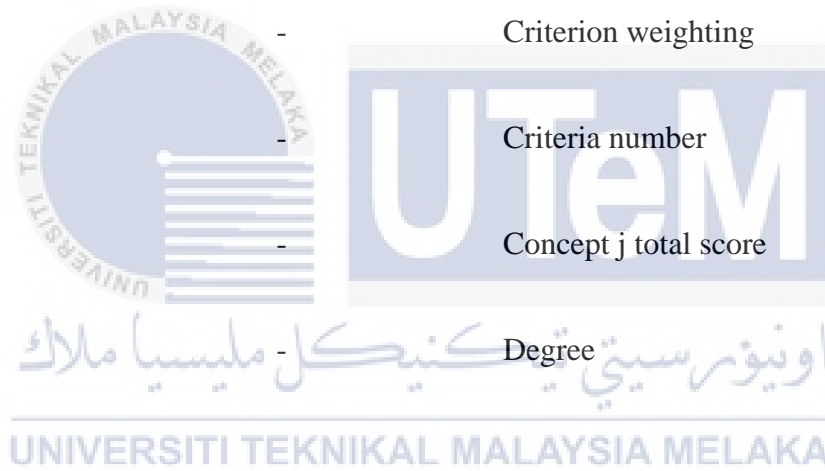 - Criterion weighting
- Criteria number
- Concept j total score
- Degree
UNIVERSITI TEKNIKAL MALAYSIA MELAKA
UTeM
اونيۏرسيتي تيكنيكل مليسيا ملاك
UNIVERSITI TEKNIKAL MALAYSIA MELAKA